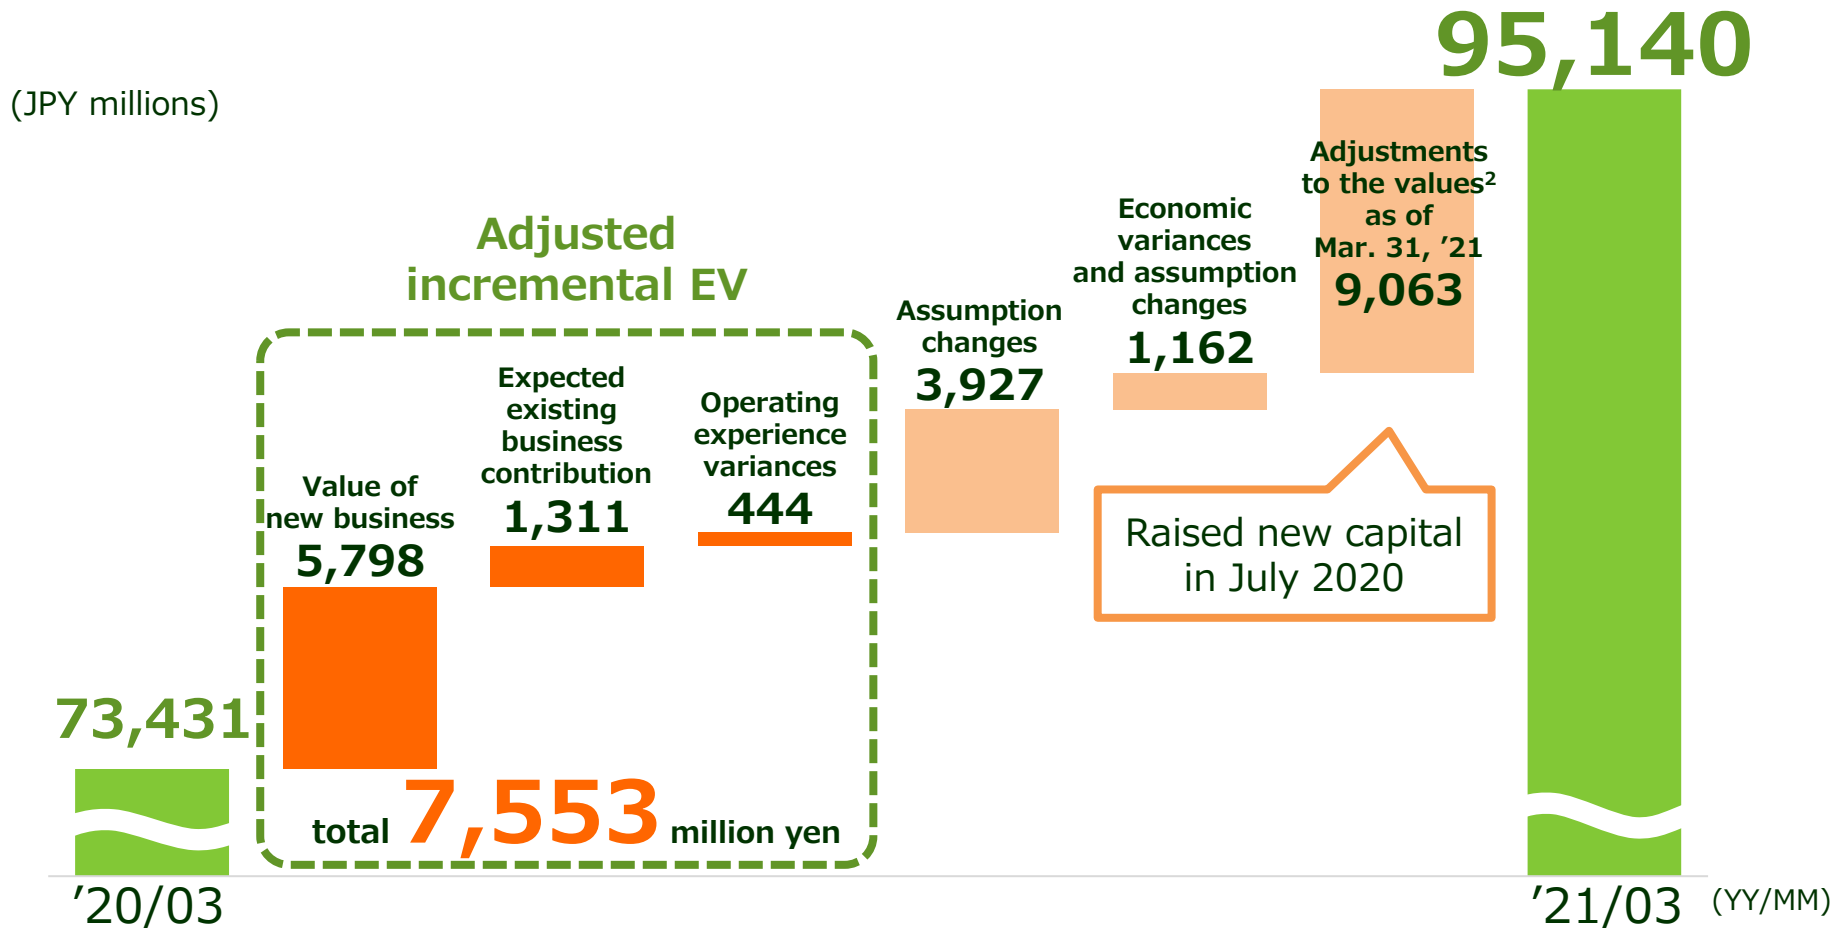 95,140
(JPY millions)
Adjustments
to the values²
as of
Mar. 31, ’21
9,063
Economic
variances
and assumption
changes
1,162
Adjusted
incremental EV
Assumption
changes
3,927
Expected
existing
business
contribution
1,311
Operating
experience
variances
444
Value of
new business
5,798
Raised new capital
in July 2020
73,431
total 7,553 million yen
’20/03
’21/03 (YY/MM)